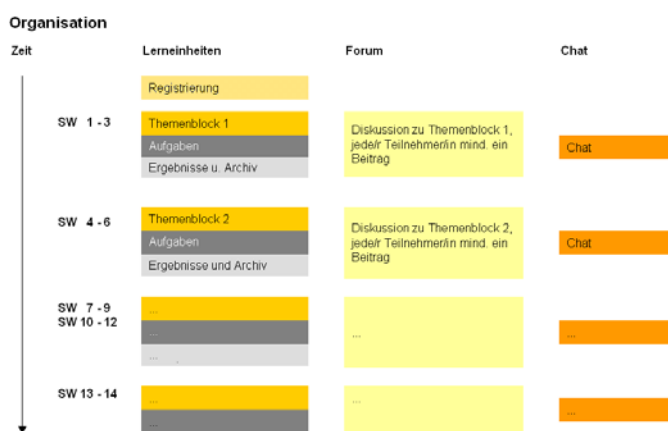 Organisation
Zeit Lerneinheiten Forum Chat
Registrierung
SW 1 - 3
Themenblock 1
Aufgaben
Ergebnisse u. Archiv
Diskussion zu Themenblock 1,
jede/r Teilnehmer/in mind. ein
Beitrag
Chat
SW 4 - 6
Themenblock 2
Aufgaben
Ergebnisse und Archiv
Diskussion zu Themenblock 2,
jede/r Teilnehmer/in mind. ein
Beitrag
Chat
SW 7 - 9
SW 10 - 12
...
...
...
...
...
SW 13 - 14
...
...
...
...